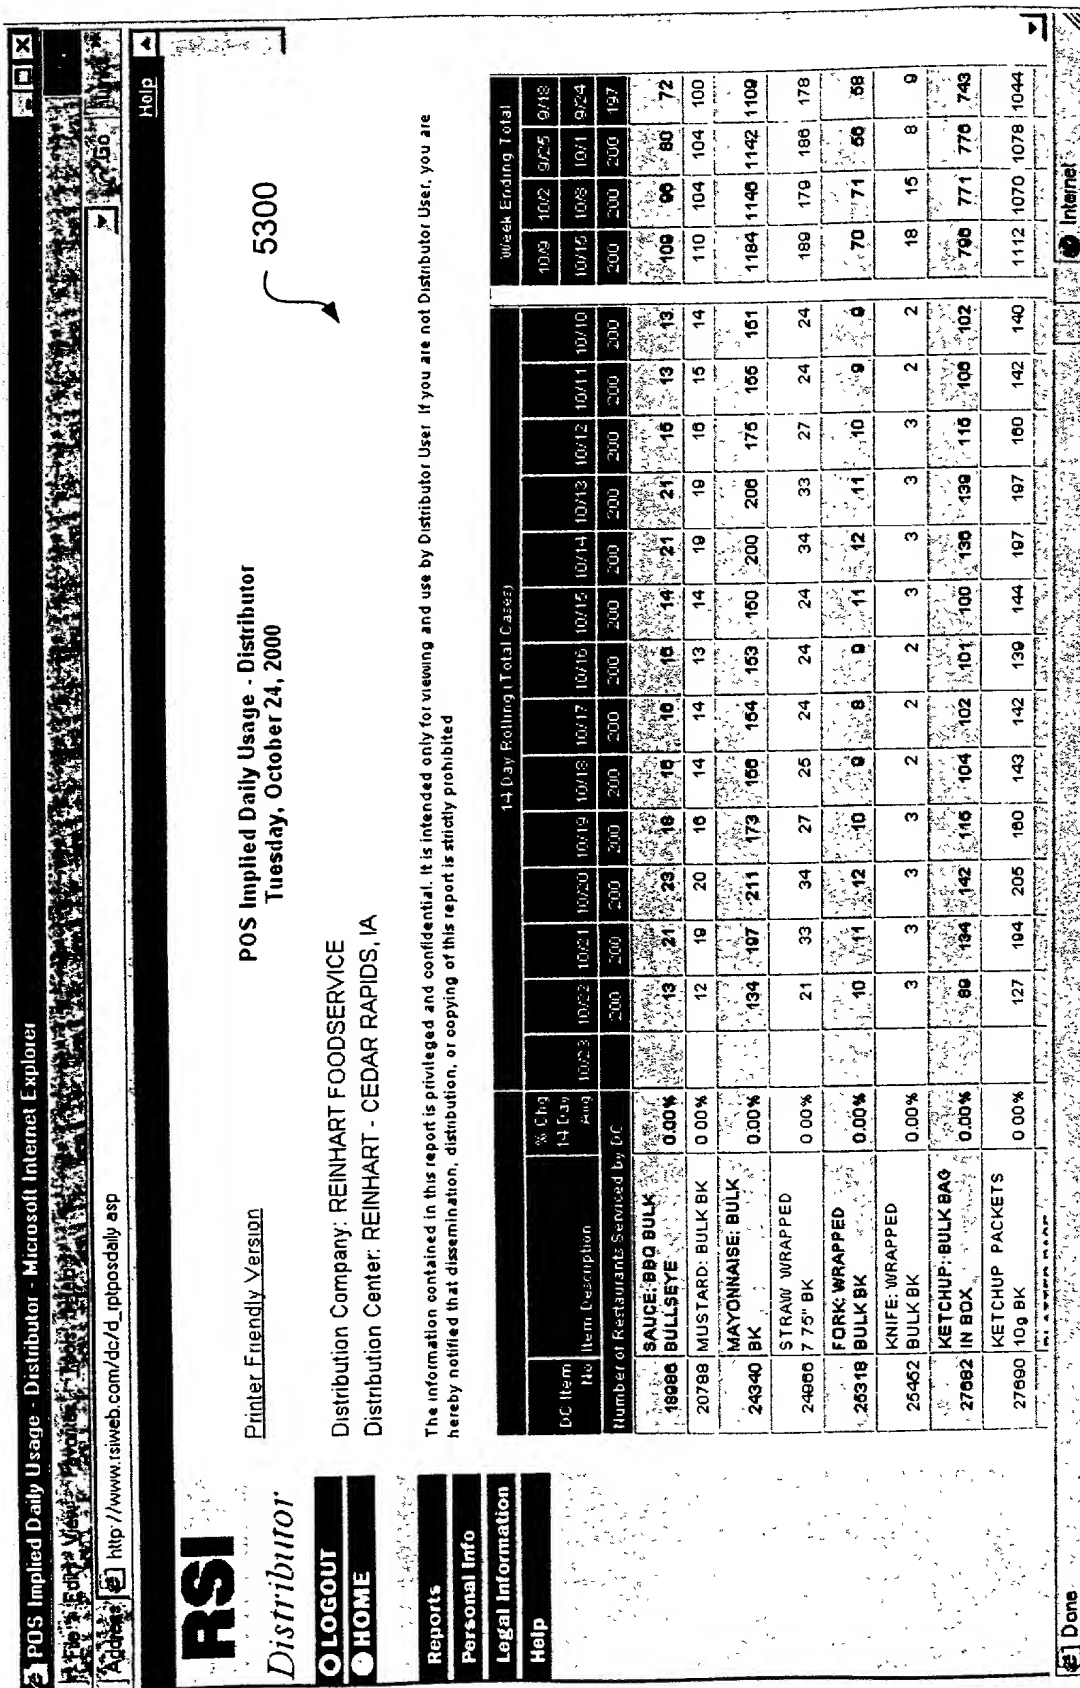 POS Implied Daily Usage - Distributor - Microsoft Internet Explorer
File Edit View
Address http://www.rsiweb.com/dc/d_rptposdaily asp
Go
Help
RSI
Distributor
LOGOUT
HOME
Reports
Personal Info
Legal Information
Help
Printer Friendly Version
POS Implied Daily Usage - Distributor
Tuesday, October 24, 2000
5300
Distribution Company: REINHART FOODSERVICE
Distribution Center: REINHART - CEDAR RAPIDS, IA
The information contained in this report is privileged and confidential. It is intended only for viewing and use by Distributor User If you are not Distributor User, you are
hereby notified that dissemination, distribution, or copying of this report is strictly prohibited
14 Day Rolling (Total Cases) Week Ending Total
% Chg 10/9 10/2 9/25 9/18
DC Item No Item Description 14 Day Avg 10/23 10/22 10/21 10/20 10/19 10/18 10/17 10/16 10/15 10/14 10/13 10/12 10/11 10/10 10/15 10/8 10/1 9/24
Number of Restaurants Serviced by DC 200 200 200 200 200 200 200 200 200 200 200 200 200 200 200 200 197
SAUCE: BBQ BULK
18986 BULLSEYE 0.00% 13 21 23 18 16 16 16 14 21 21 16 13 13 109 96 80 72
20788 MUSTARD: BULK BK 0 00% 12 19 20 16 14 14 13 14 19 19 16 15 14 110 104 104 100
MAYONNAISE: BULK
24340 BK 0.00% 134 197 211 173 156 154 153 150 200 206 175 155 151 1184 1146 1142 1109
STRAW WRAPPED
24966 7 75" BK 0 00% 21 33 34 27 25 24 24 24 34 33 27 24 24 189 179 186 178
FORK: WRAPPED
25318 BULK BK 0.00% 10 11 12 10 9 8 9 11 12 11 10 9 9 70 71 56 58
KNIFE: WRAPPED
25462 BULK BK 0.00% 3 3 3 3 2 2 2 3 3 3 3 2 2 18 15 8 9
KETCHUP: BULK BAG
27682 IN BOX 0.00% 89 134 142 115 104 102 101 100 136 139 115 106 102 796 771 776 743
KETCHUP PACKETS
27690 10g BK 0 00% 127 194 205 160 143 142 139 144 197 197 160 142 140 1112 1070 1078 1044
Done
Internet